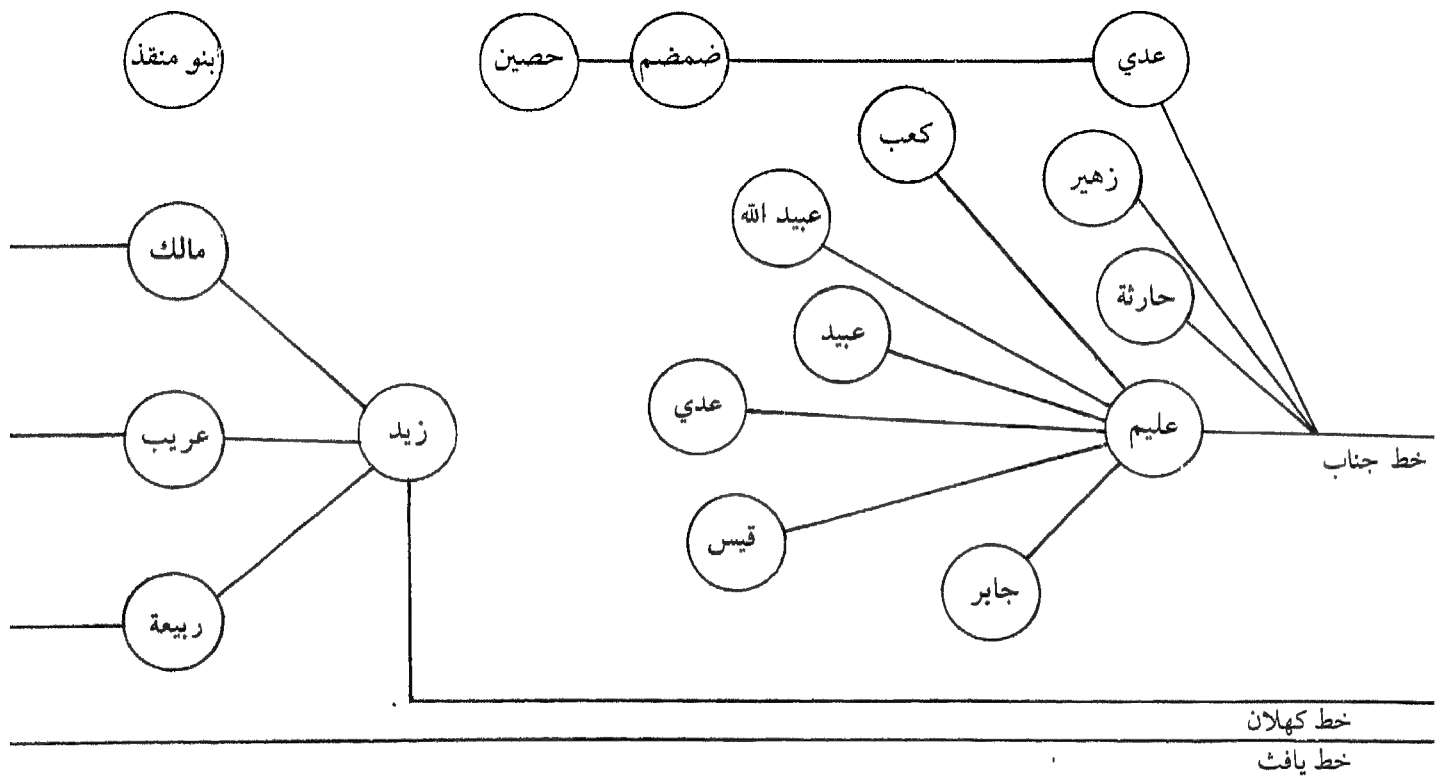 عدي
ضمضم
حصين
بنو منقذ
كعب
زهير
عبيد الله
مالك
حارثة
عبيد
عدي
عليم
زيد
عريب
خط جناب
قيس
جابر
ربيعة
خط كهلان
خط يافث